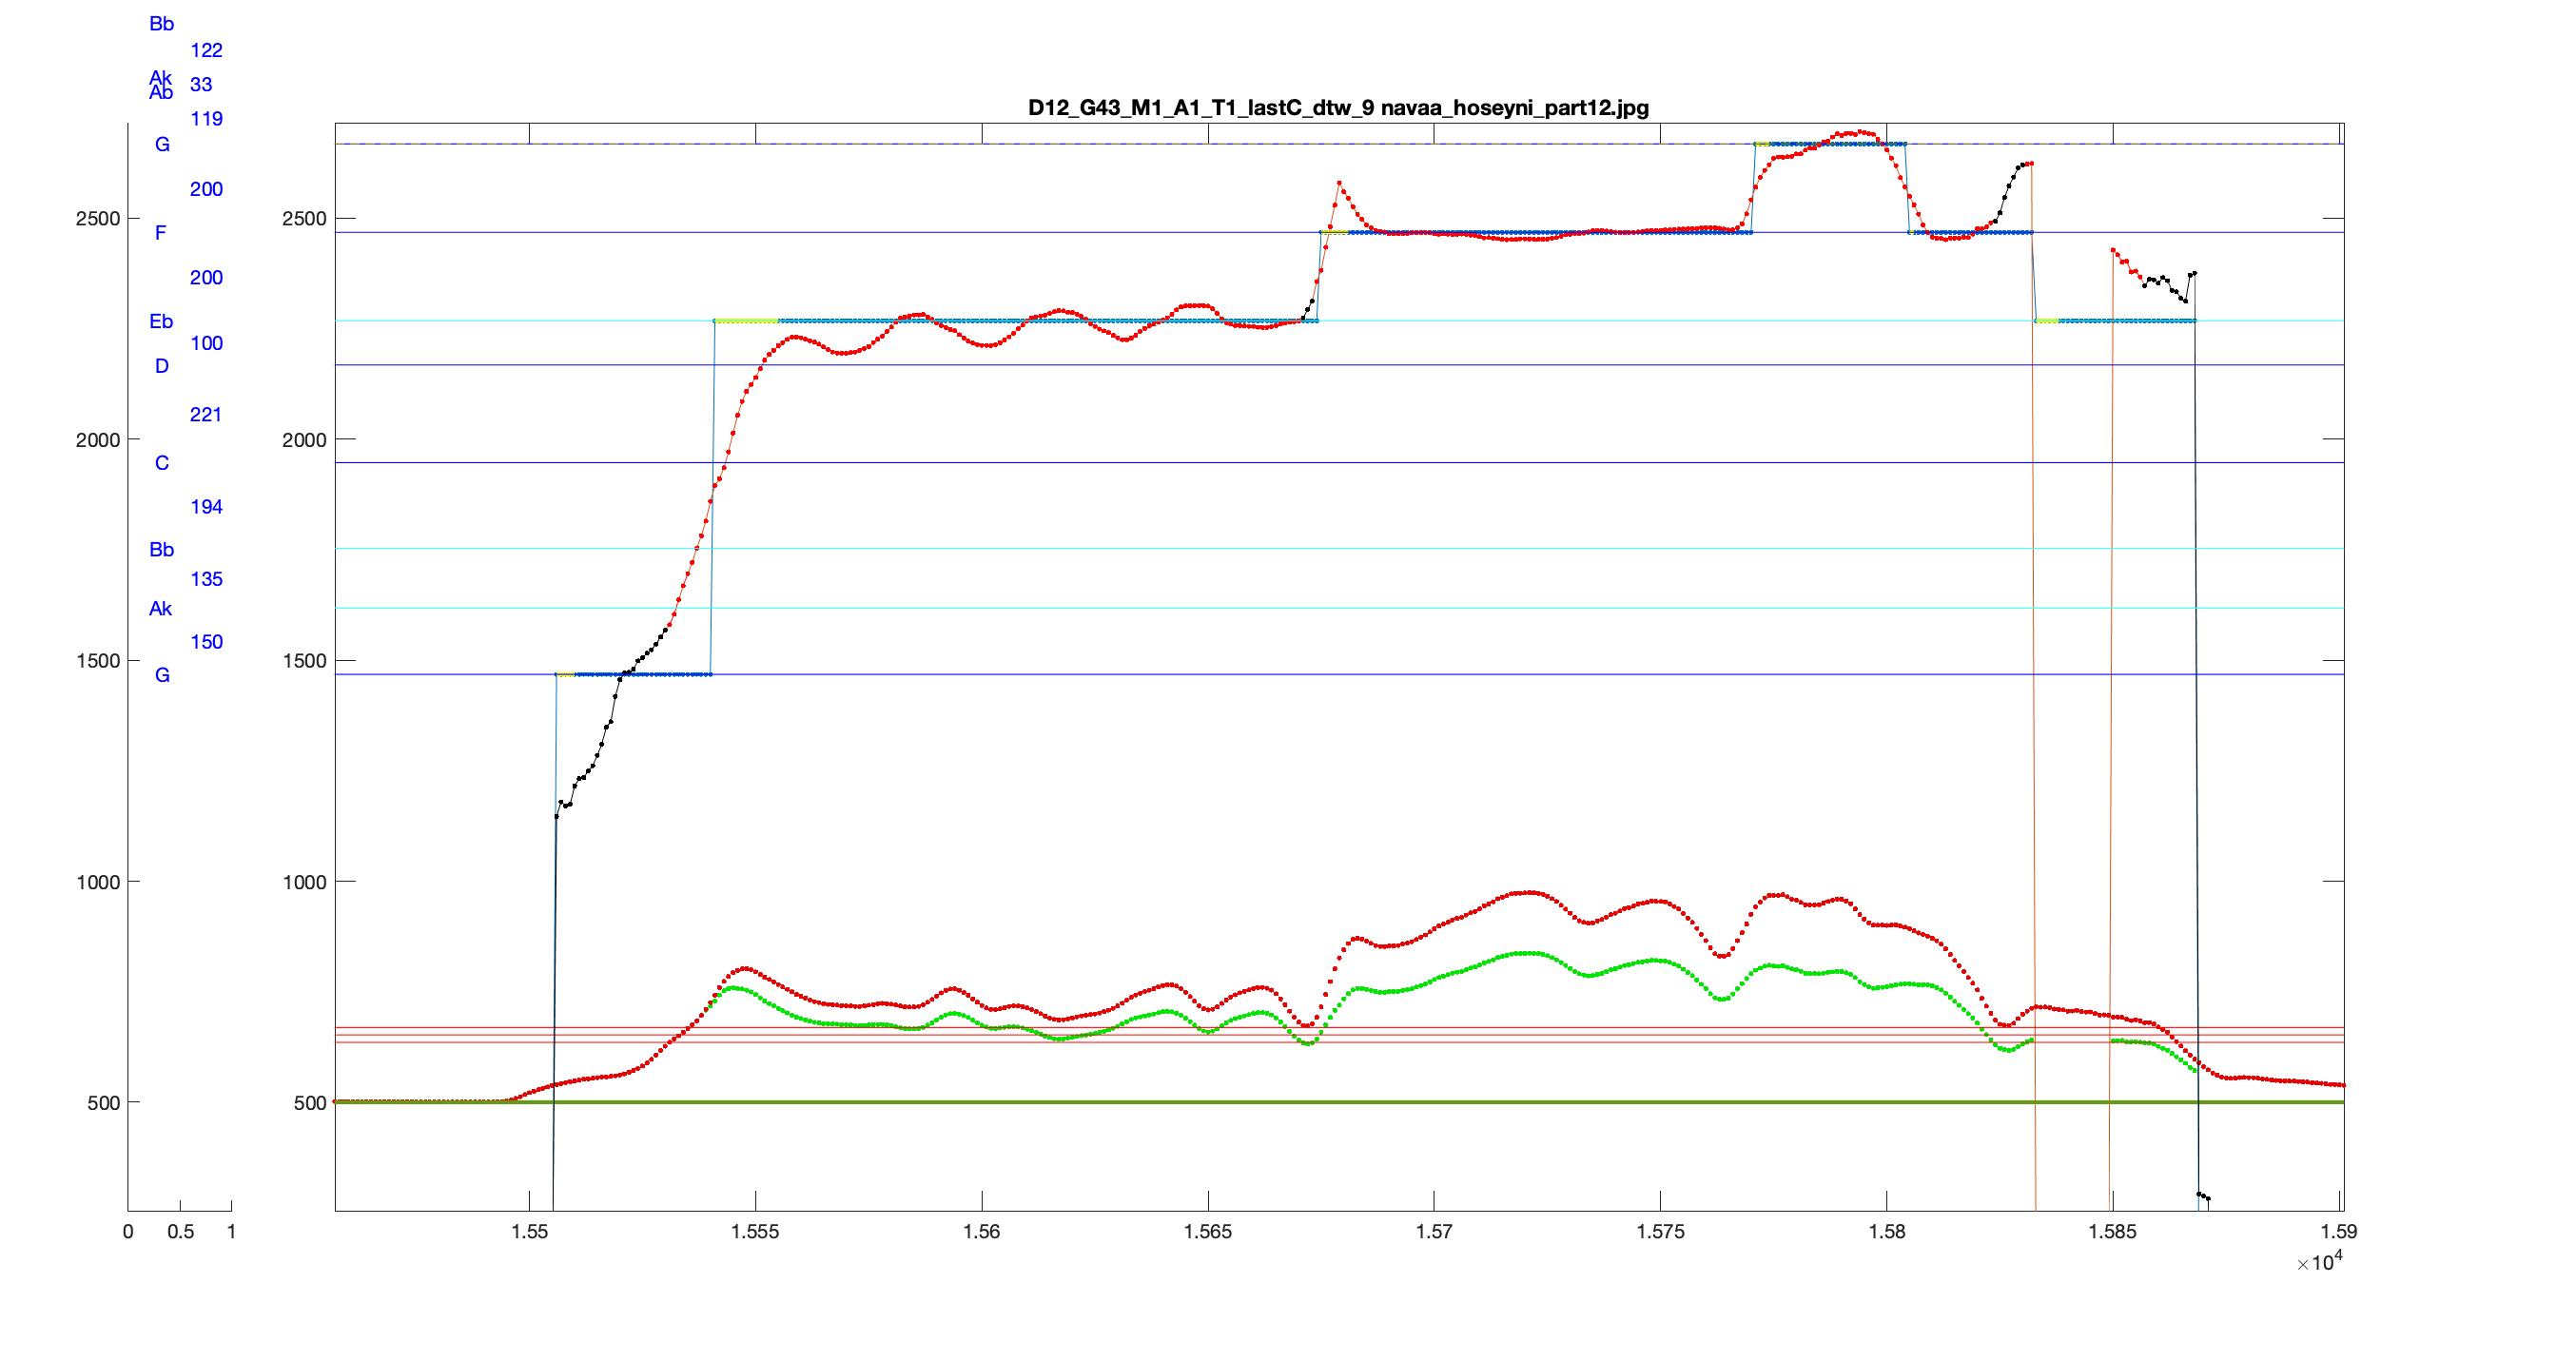 Bb
122
Ak
33
Ab
119
D12_G43_M1_A1_T1_lastC_dtw_9 navaa_hoseyni_part12.jpg
G
200
2500
2500
F
200
Eb
100
D
221
2000
2000
C
194
Bb
135
Ak
150
1500
1500
G
1000
1000
500
500
0 0.5 1
1.55 1.555 1.56 1.565 1.57 1.575 1.58 1.585 1.59
×10^4